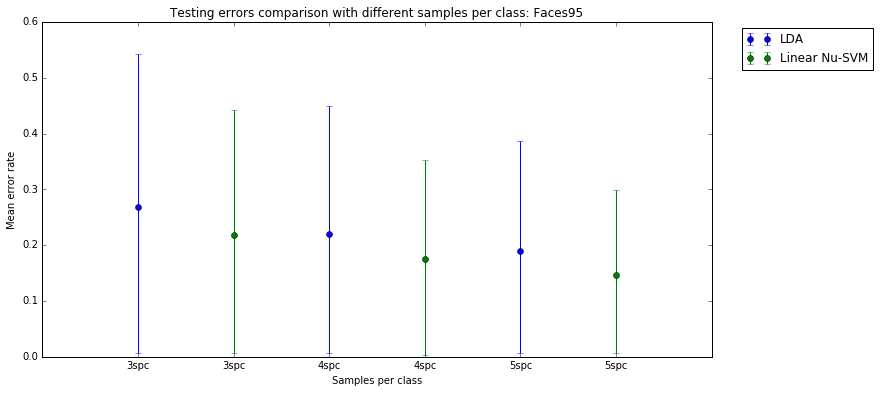 Testing errors comparison with different samples per class: Faces95
LDA
Linear Nu-SVM
0.6
0.5
0.4
0.3
0.2
0.1
0.0
Mean error rate
3spc 3spc 4spc 4spc 5spc 5spc
Samples per class